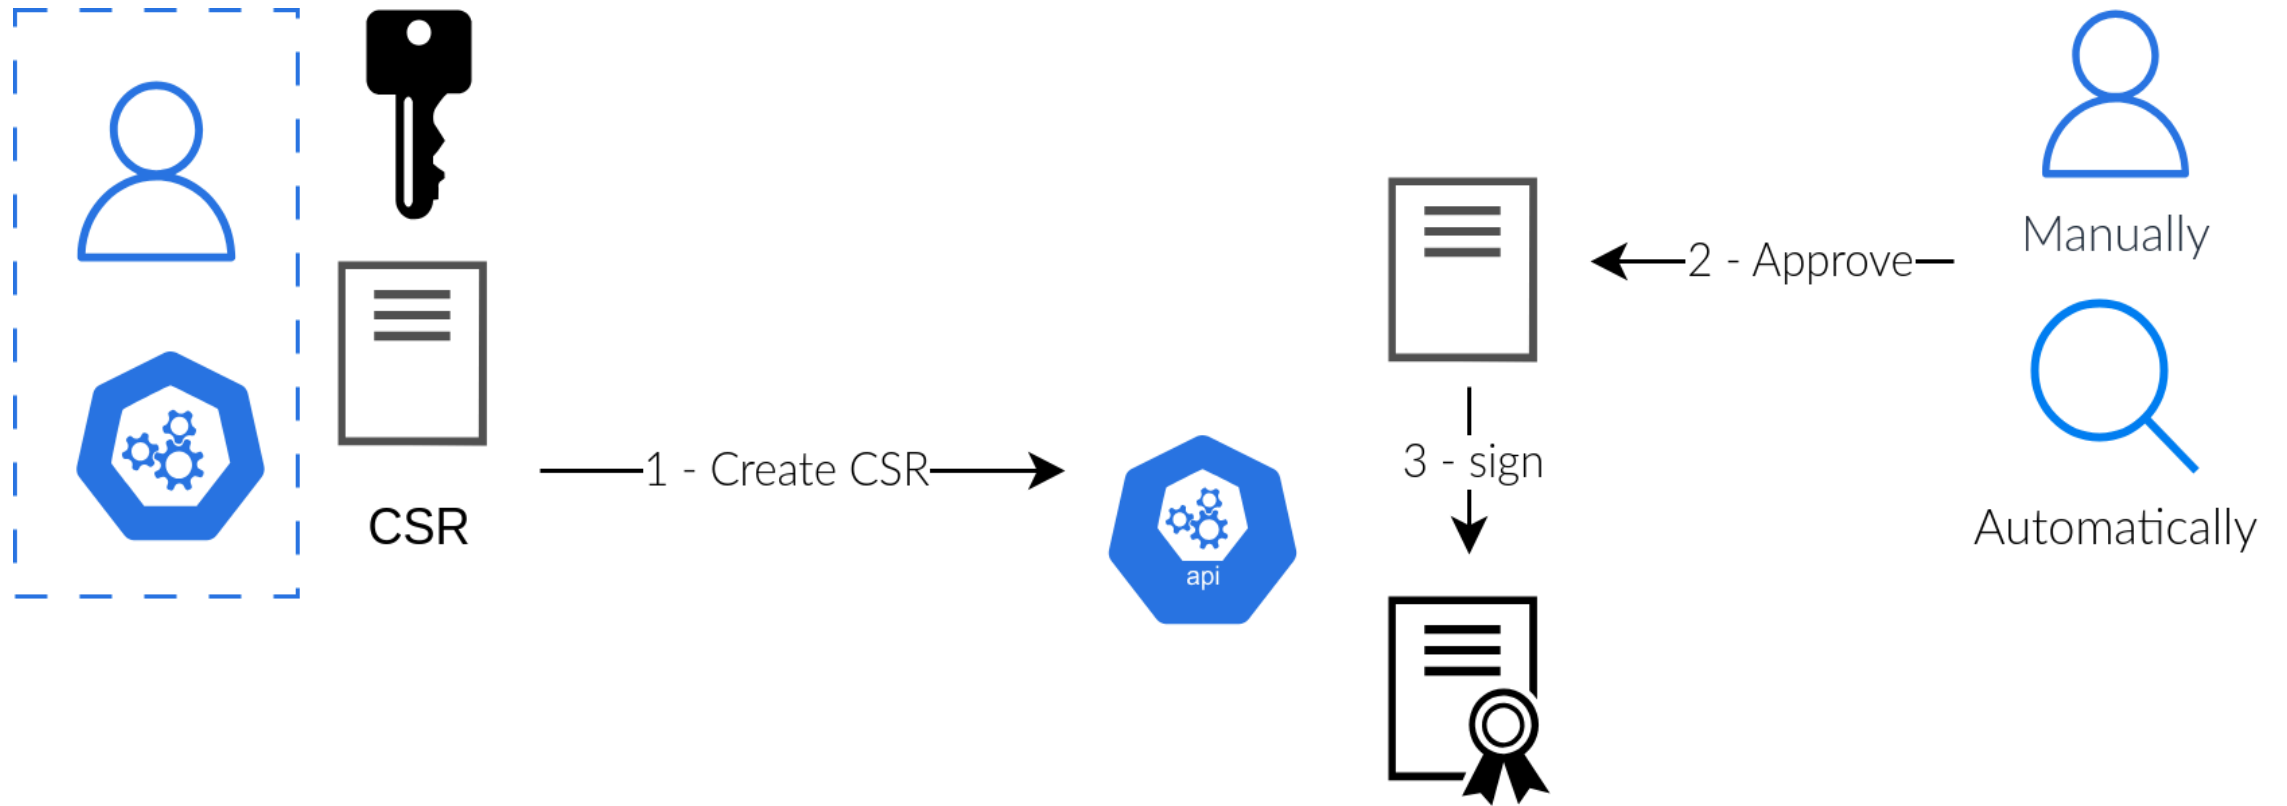 CSR
1 - Create CSR
api
2 - Approve
3 - sign
Manually
Automatically